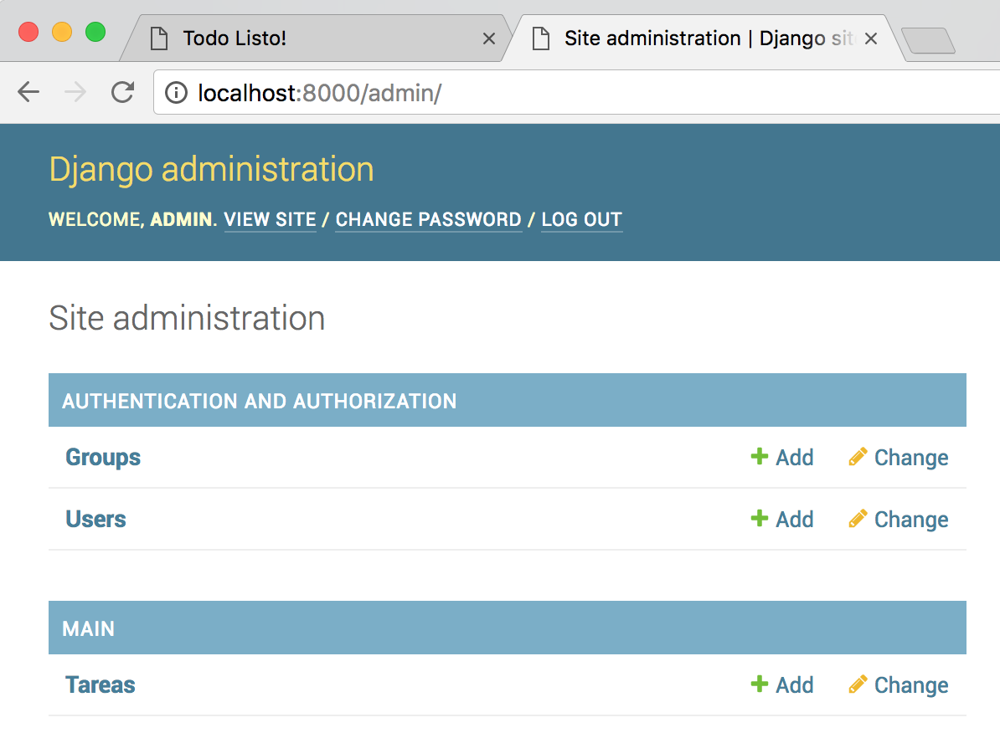 Todo Listo!
Site administration | Django sit
localhost:8000/admin/
Django administration
WELCOME, ADMIN. VIEW SITE / CHANGE PASSWORD / LOG OUT
Site administration
AUTHENTICATION AND AUTHORIZATION
Groups Add Change
Users Add Change
MAIN
Tareas Add Change